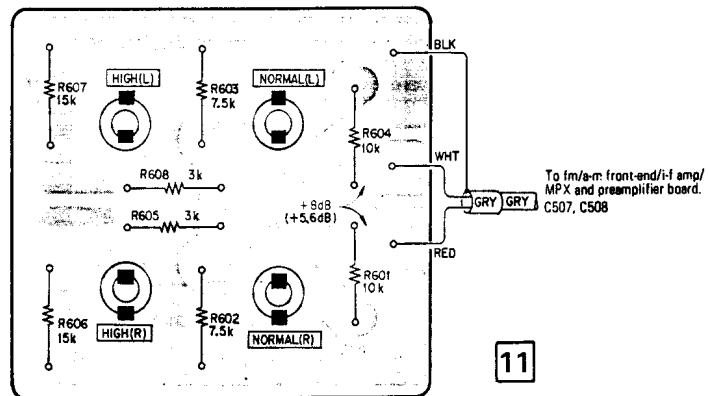 BLK
HIGH(L)
NORMAL(L)
R607
15k
R603
7.5k
R604
10k
WHT
R608 3k
R605 3k
+8dB
(+5.6dB)
To fm/a-m front-end/i-f amp/
MPX and preamplifier board.
C507, C508
GRY GRY
RED
R601
10k
R606
15k
HIGH(R)
R602
7.5k
NORMAL(R)
11